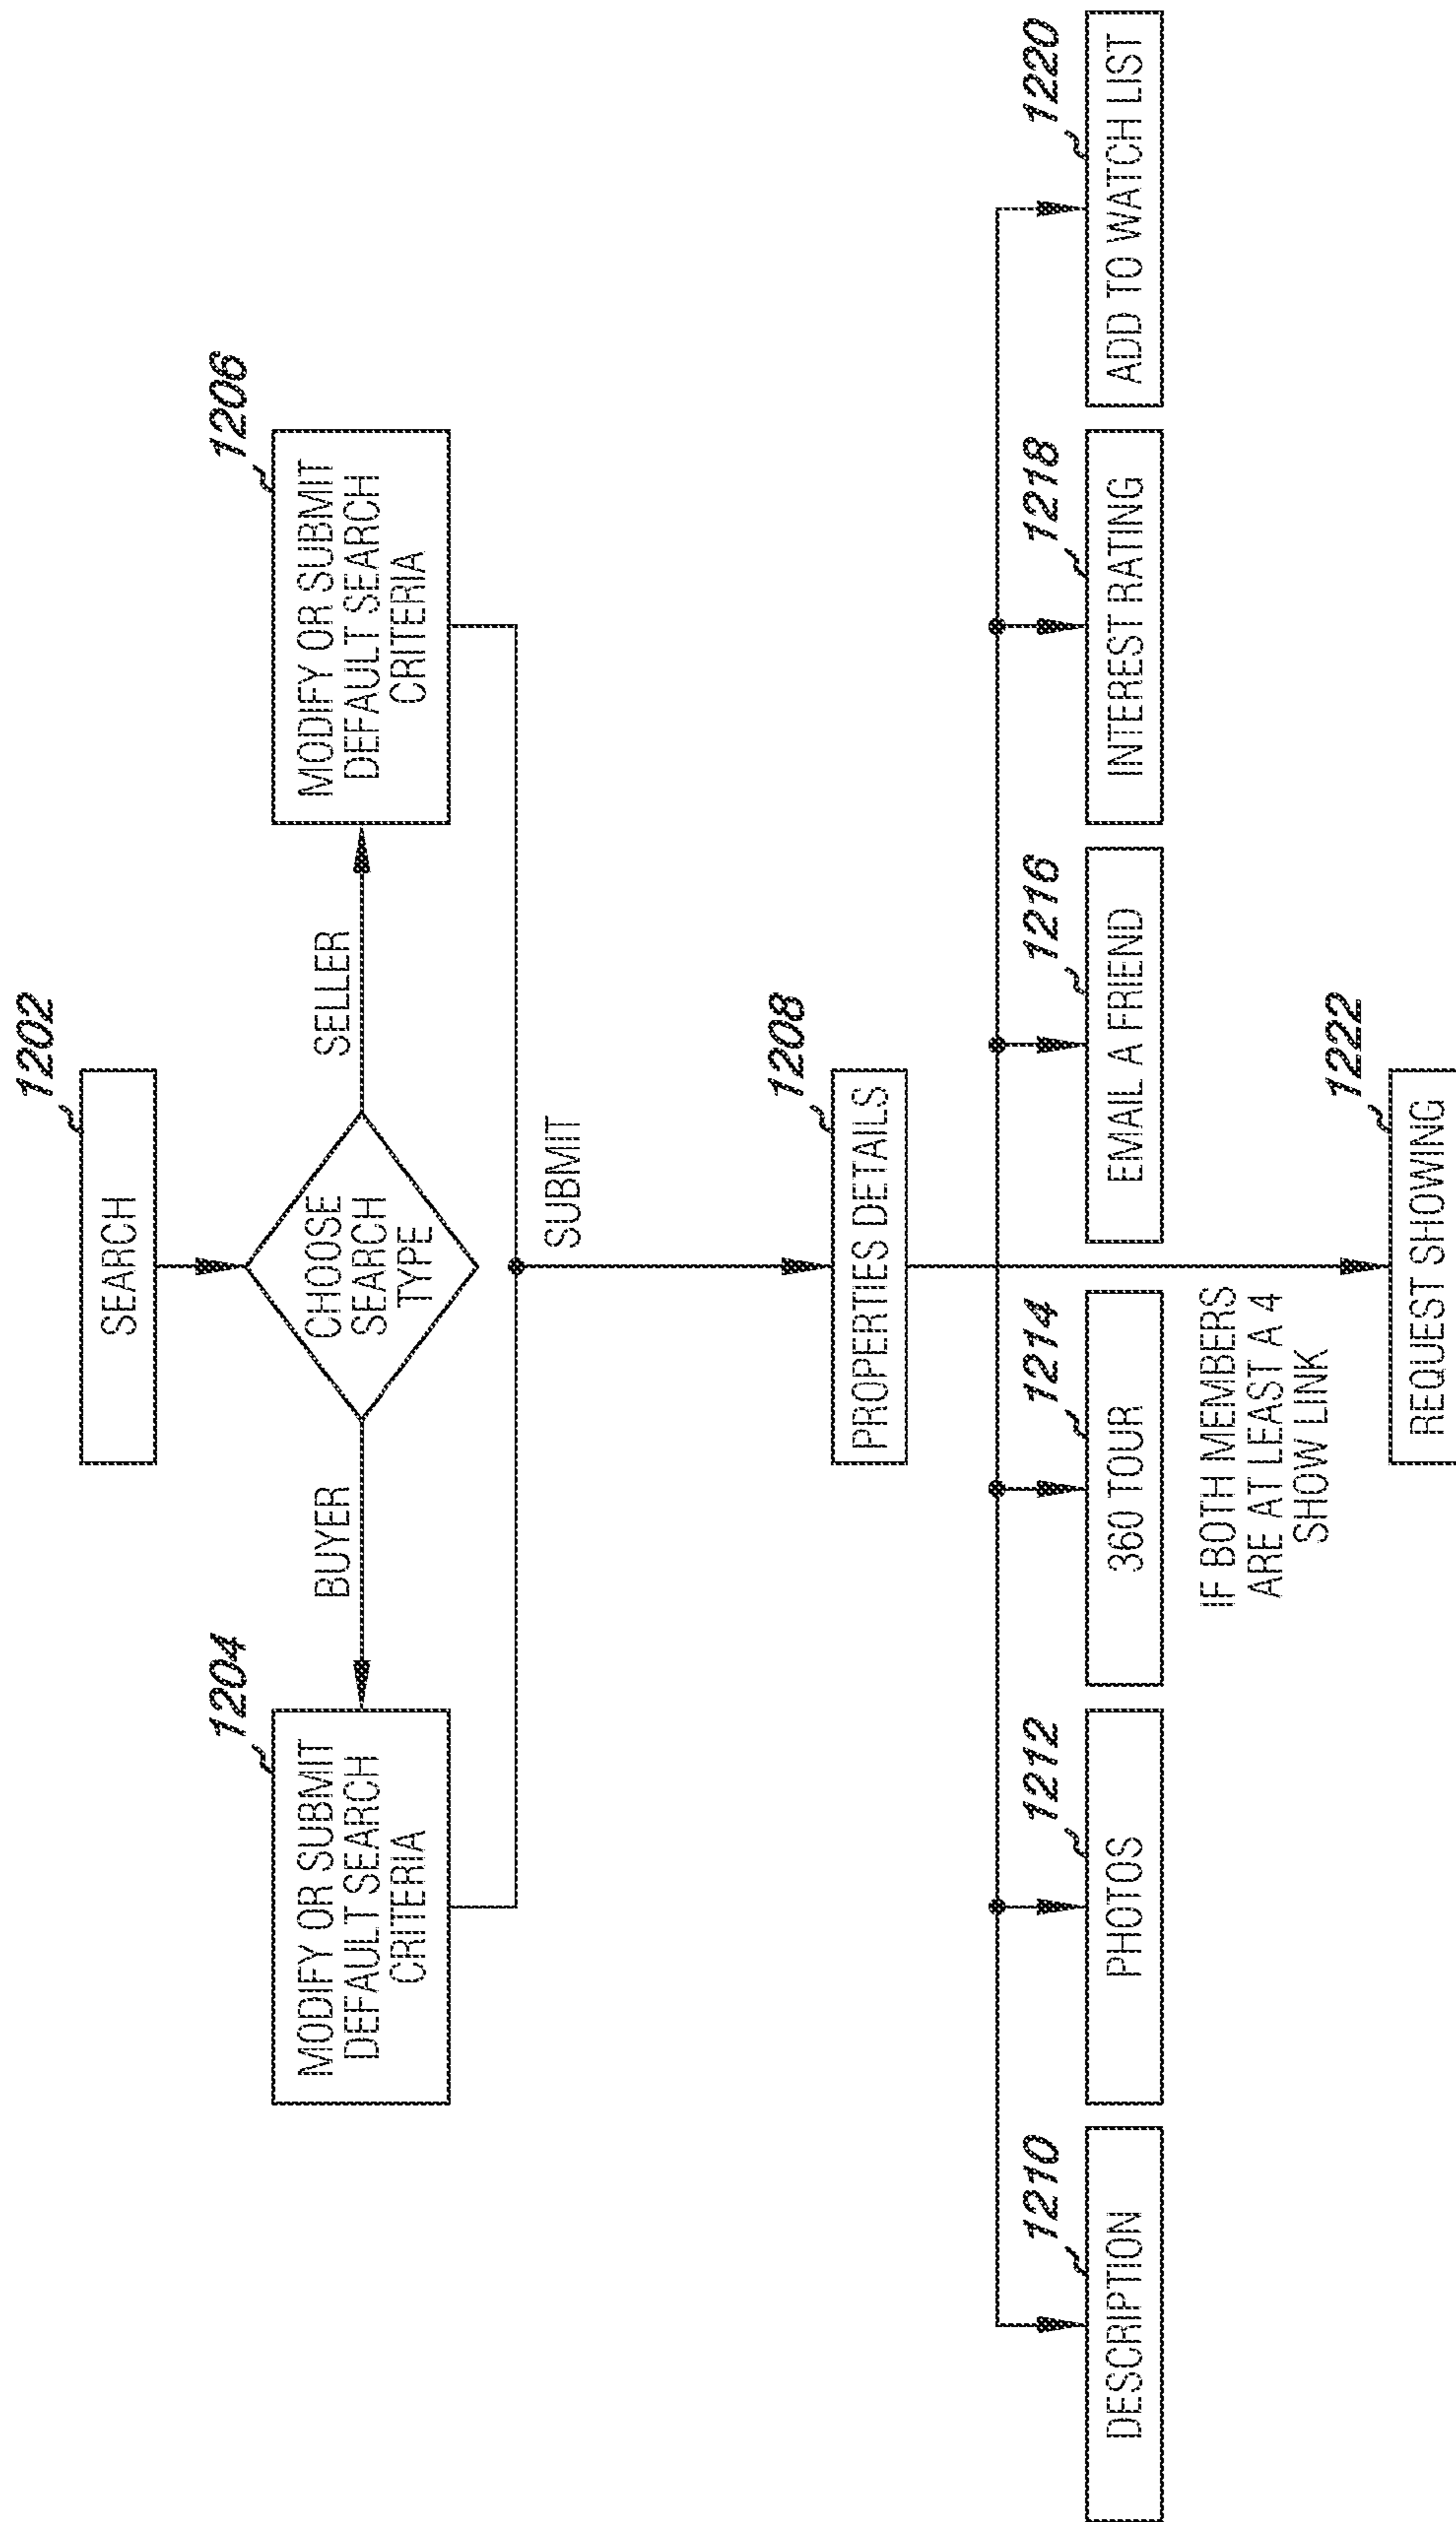 1202
SEARCH
CHOOSE
SEARCH
TYPE
BUYER
SELLER
1204
MODIFY OR SUBMIT
DEFAULT SEARCH
CRITERIA
1206
MODIFY OR SUBMIT
DEFAULT SEARCH
CRITERIA
SUBMIT
1208
PROPERTIES DETAILS
1210
DESCRIPTION
1212
PHOTOS
1214
360 TOUR
1216
EMAIL A FRIEND
1218
INTEREST RATING
1220
ADD TO WATCH LIST
IF BOTH MEMBERS
ARE AT LEAST A 4
SHOW LINK
1222
REQUEST SHOWING